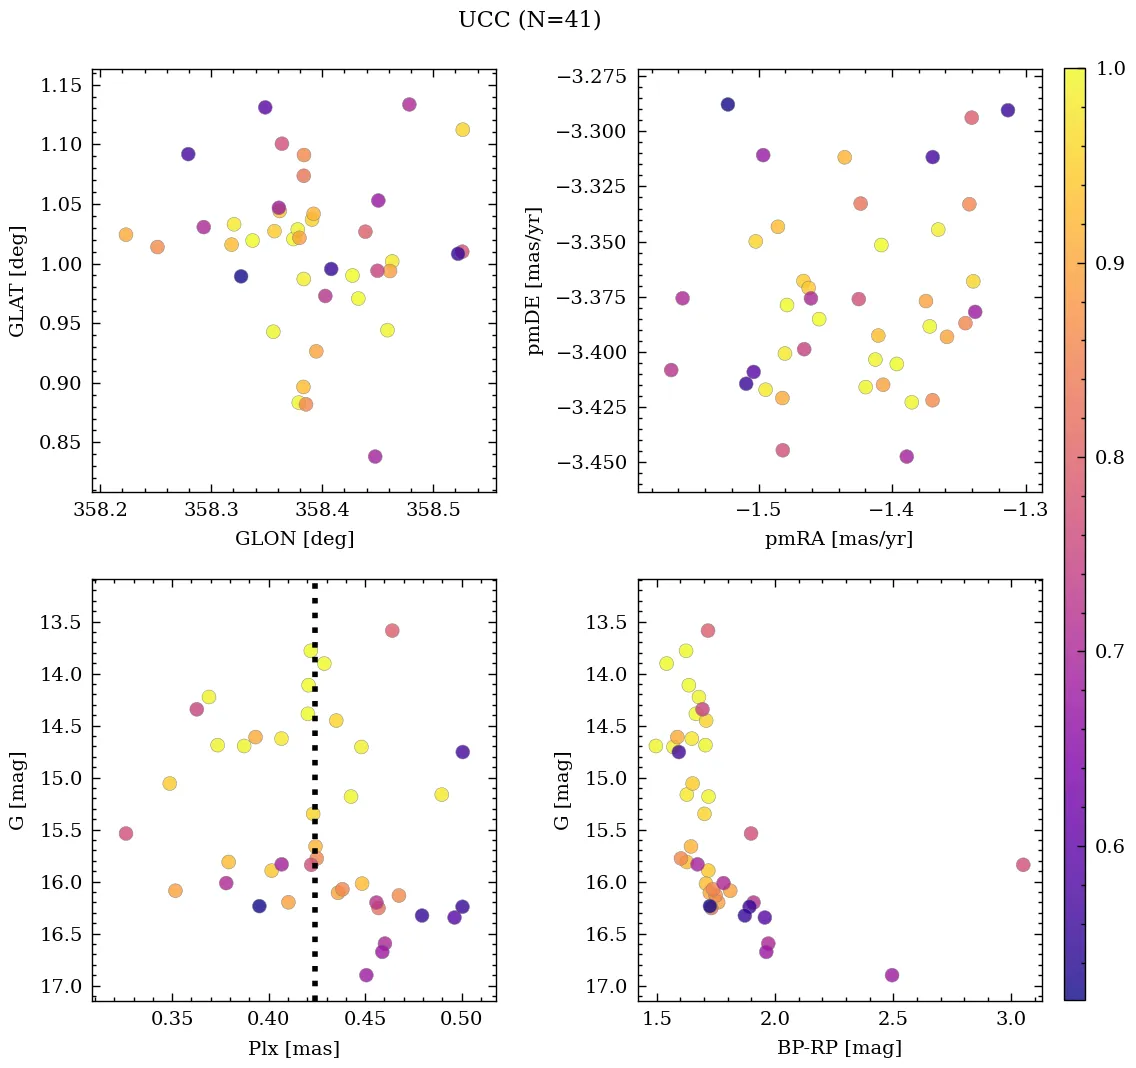 UCC (N=41)
1.15
1.10
1.05
1.00
0.95
0.90
0.85
GLAT [deg]
358.2 358.3 358.4 358.5
GLON [deg]
−3.275
−3.300
−3.325
−3.350
−3.375
−3.400
−3.425
−3.450
pmDE [mas/yr]
−1.5 −1.4 −1.3
pmRA [mas/yr]
1.0
0.9
0.8
0.7
0.6
13.5
14.0
14.5
15.0
15.5
16.0
16.5
17.0
G [mag]
0.35 0.40 0.45 0.50
Plx [mas]
13.5
14.0
14.5
15.0
15.5
16.0
16.5
17.0
G [mag]
1.5 2.0 2.5 3.0
BP-RP [mag]